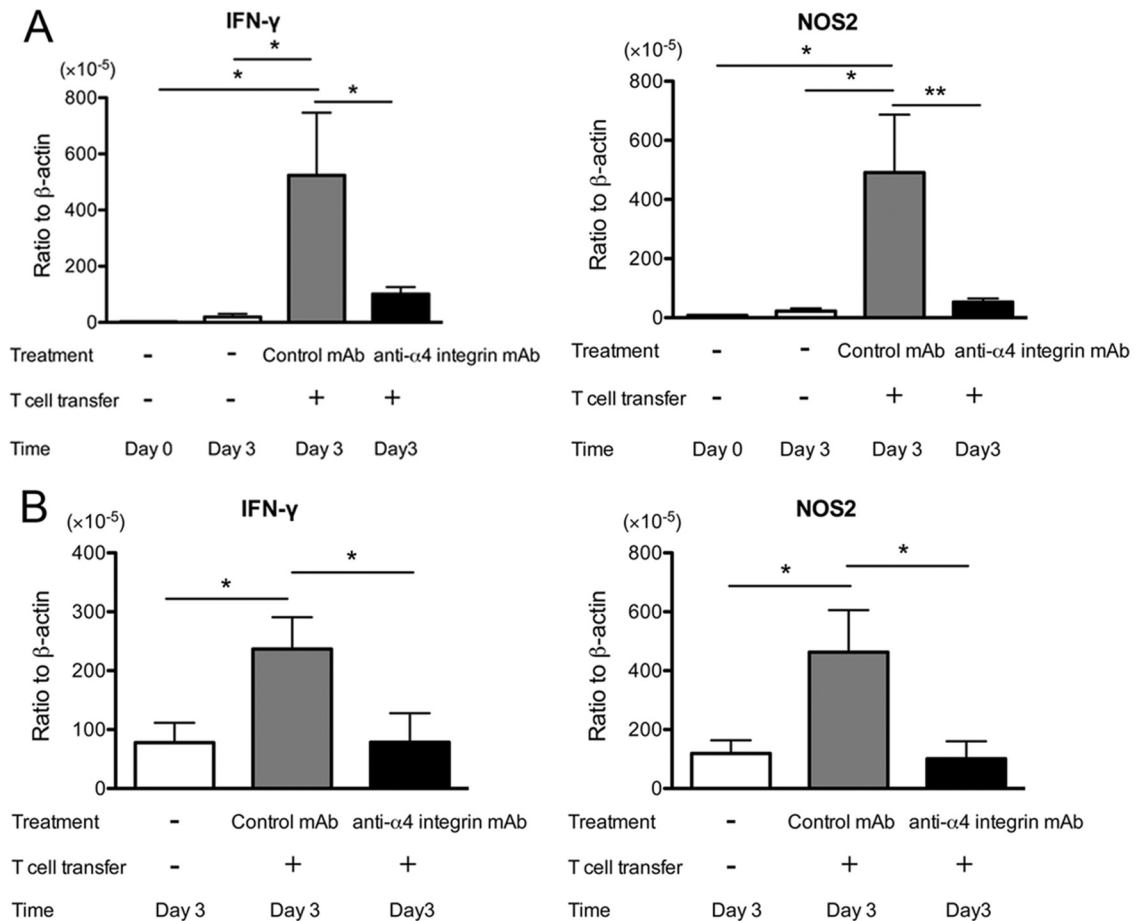 A
IFN-γ
(×10-5)
*
*
*
Ratio to β-actin
800
600
400
200
0
Treatment - - Control mAb anti-α4 integrin mAb
T cell transfer - - + +
Time Day 0 Day 3 Day 3 Day3
NOS2
(×10-5)
*
*
**
Ratio to β-actin
800
600
400
200
0
- - Control mAb anti-α4 integrin mAb
Treatment
T cell transfer - - + +
Time Day 0 Day 3 Day 3 Day3
B
IFN-γ
(×10-5)
*
*
Ratio to β-actin
400
300
200
100
0
Treatment - Control mAb anti-α4 integrin mAb
T cell transfer - + +
Time Day 3 Day 3 Day3
NOS2
(×10-5)
*
*
Ratio to β-actin
800
600
400
200
0
Treatment - Control mAb anti-α4 integrin mAb
T cell transfer - + +
Time Day 3 Day 3 Day3